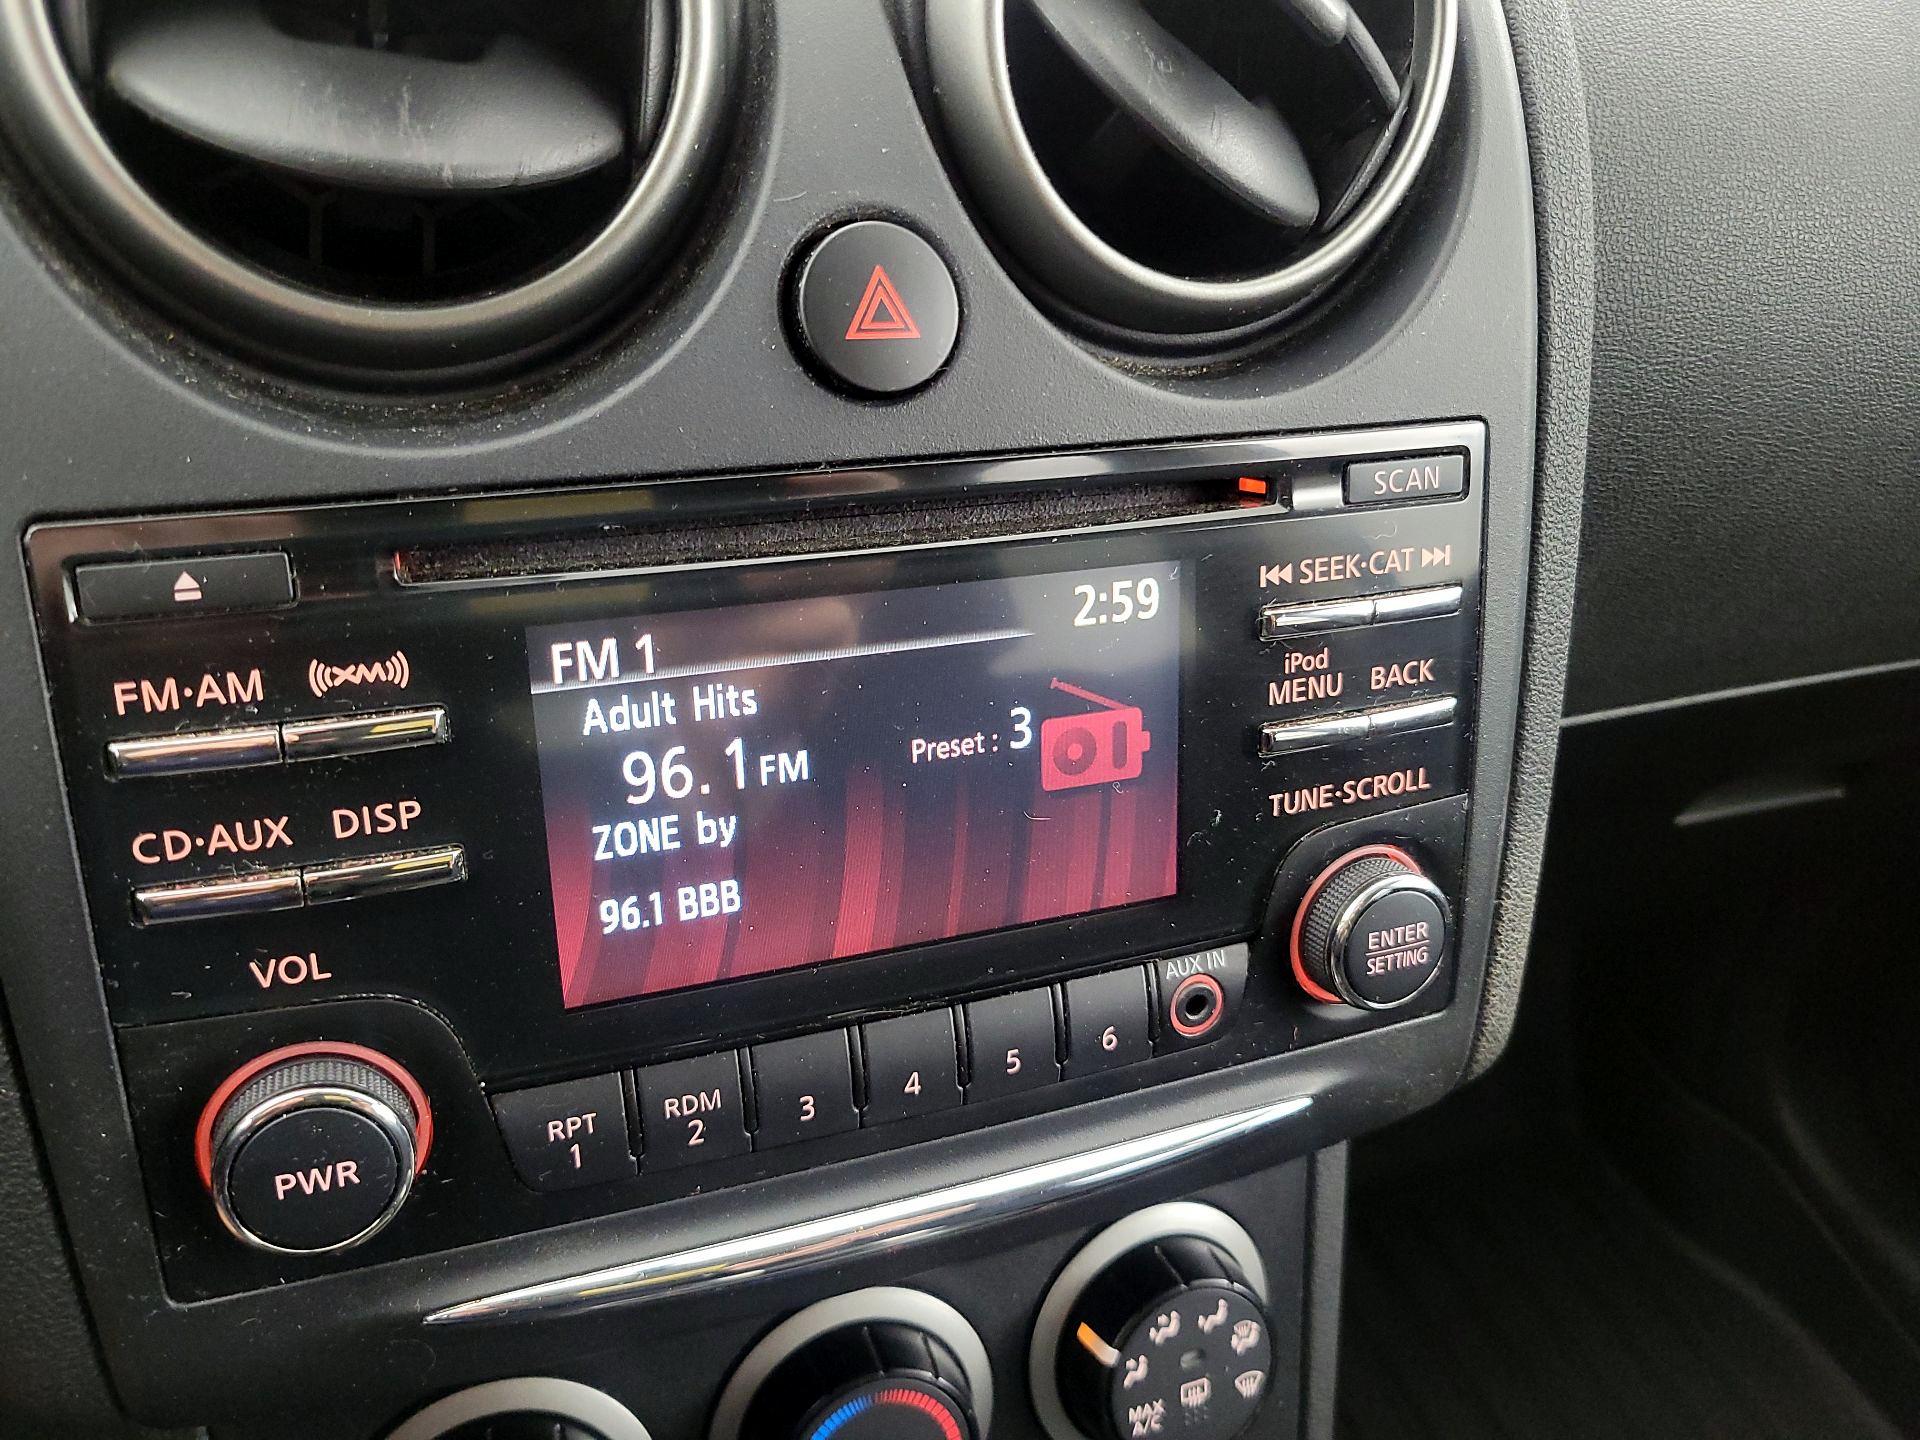 SCAN
SEEK·CAT
2:59
FM 1
iPod
MENU
BACK
FM·AM
XM
Adult Hits
96.1 FM
Preset : 3
TUNE·SCROLL
CD·AUX
DISP
ZONE by
96.1 BBB
ENTER
SETTING
VOL
AUX IN
PWR
RPT
1
RDM
2
3
4
5
6
MAX
A/C